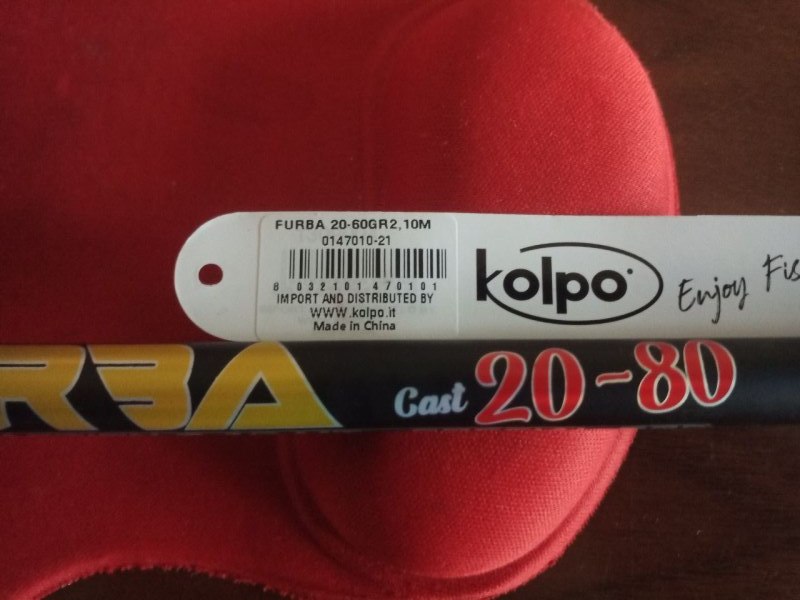 FURBA 20-60GR2,10M
0147010-21
8 032101 470101
IMPORT AND DISTRIBUTED BY
WWW.kolpo.it
Made in China
kolpo
Enjoy Fis
RBA Cast 20-80